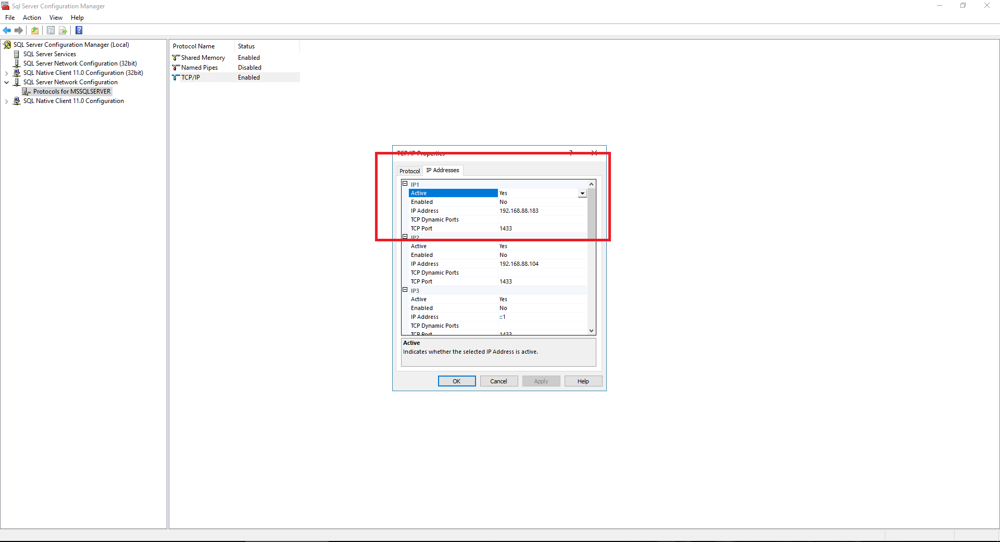 Sql Server Configuration Manager
File Action View Help
SQL Server Configuration Manager (Local)
SQL Server Services
SQL Server Network Configuration (32bit)
SQL Native Client 11.0 Configuration (32bit)
SQL Server Network Configuration
Protocols for MSSQLSERVER
SQL Native Client 11.0 Configuration
Protocol Name Status
Shared Memory Enabled
Named Pipes Disabled
TCP/IP Enabled
TCP/IP Properties
Protocol IP Addresses
IP1
Active Yes
Enabled No
IP Address 192.168.88.183
TCP Dynamic Ports
TCP Port 1433
IP2
Active Yes
Enabled No
IP Address 192.168.88.104
TCP Dynamic Ports
TCP Port 1433
IP3
Active Yes
Enabled No
IP Address ::1
TCP Dynamic Ports
TCP Port 1433
Active
Indicates whether the selected IP Address is active.
OK Cancel Apply Help